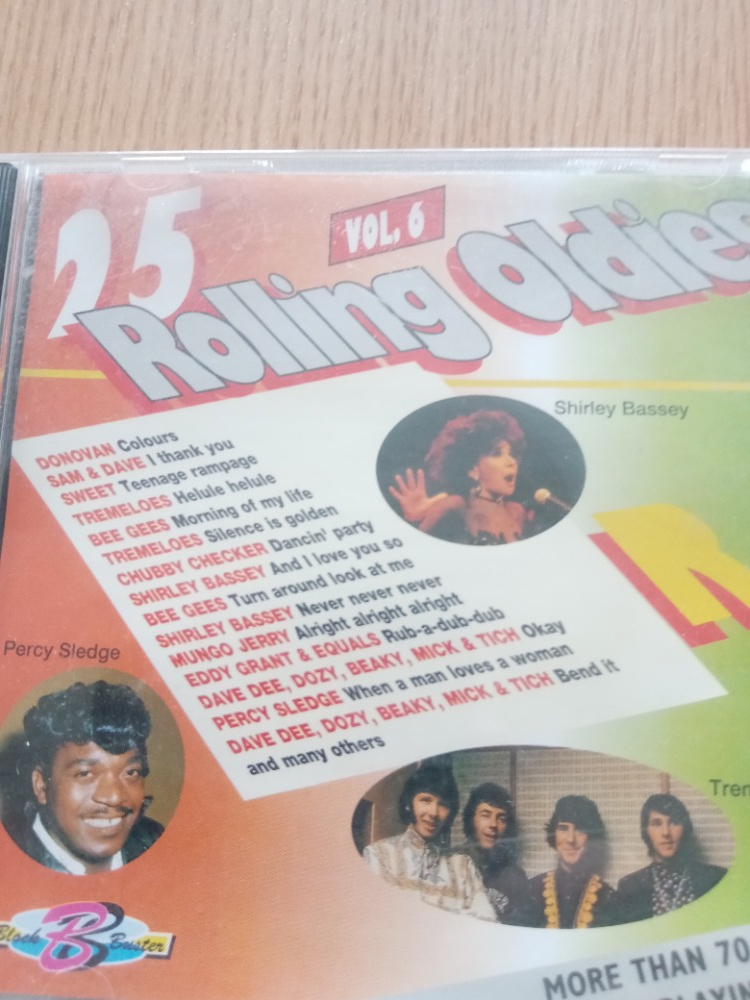 25
VOL. 6
Rolling Oldies
Shirley Bassey
DONOVAN Colours
SAM & DAVE I thank you
SWEET Teenage rampage
TREMELOES Helule helule
BEE GEES Morning of my life
TREMELOES Silence is golden
CHUBBY CHECKER Dancin' party
SHIRLEY BASSEY And I love you so
BEE GEES Turn around look at me
SHIRLEY BASSEY Never never never
MUNGO JERRY Alright alright alright
EDDY GRANT & EQUALS Rub-a-dub-dub
DAVE DEE, DOZY, BEAKY, MICK & TICH Okay
PERCY SLEDGE When a man loves a woman
DAVE DEE, DOZY, BEAKY, MICK & TICH Bend it
and many others
R
Percy Sledge
Trem
Block B Buster
MORE THAN 70